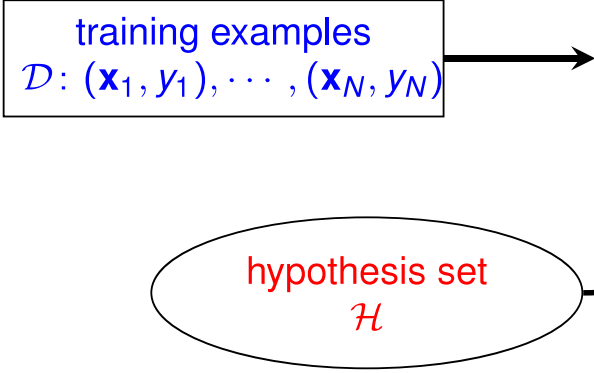 training examples
𝒟: (𝐱₁, y₁), ⋯ , (𝐱_N, y_N)
hypothesis set
ℋ